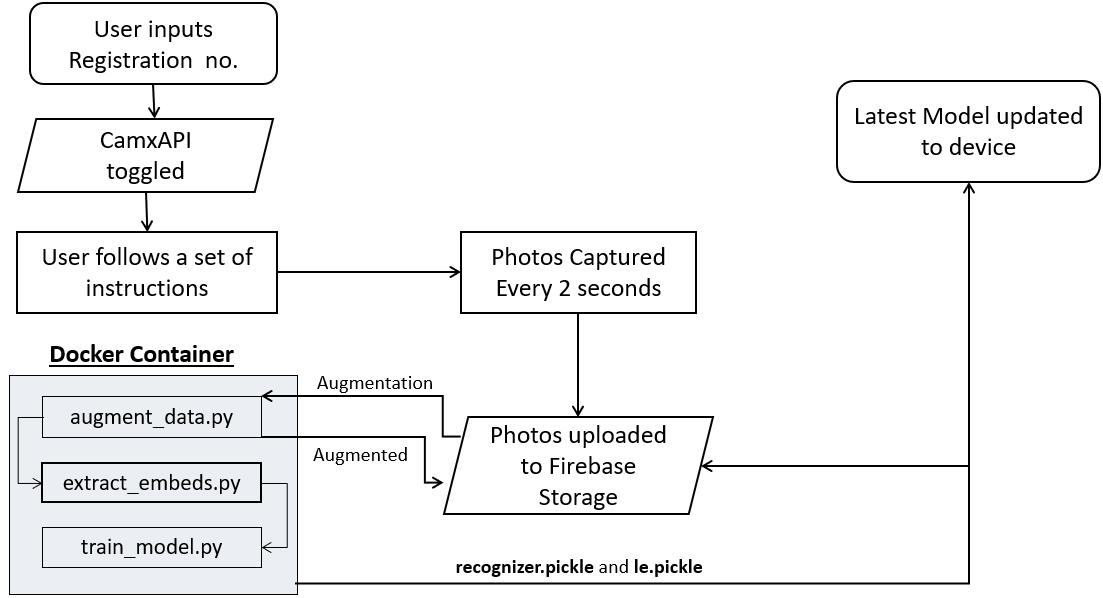 User inputs
Registration no.
CamxAPI
toggled
User follows a set of
instructions
Photos Captured
Every 2 seconds
Latest Model updated
to device
Docker Container
augment_data.py
extract_embeds.py
train_model.py
Augmentation
Augmented
Photos uploaded
to Firebase
Storage
recognizer.pickle and le.pickle